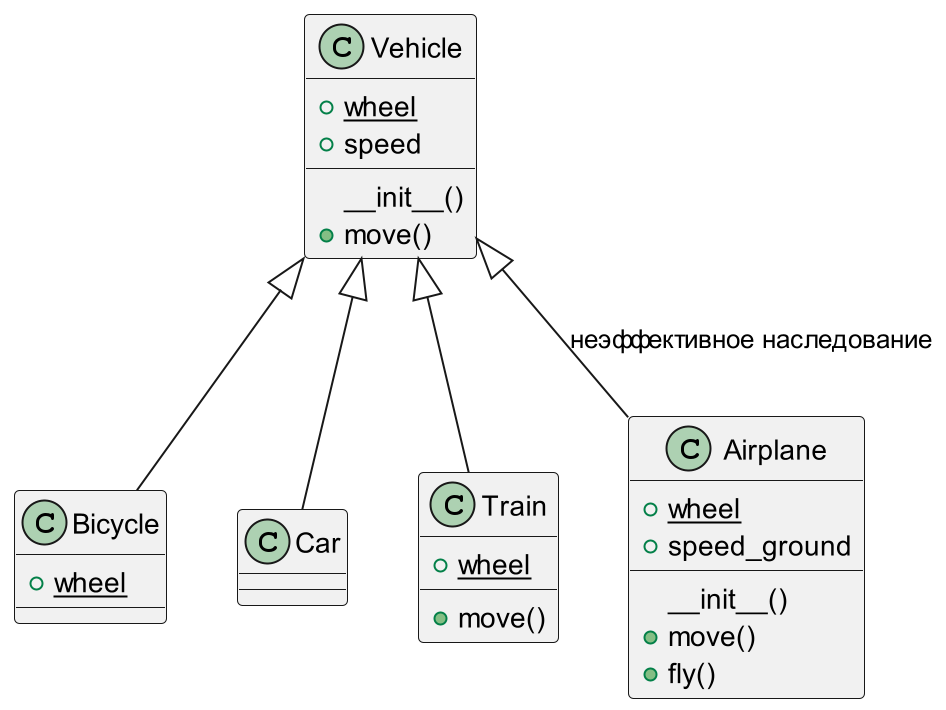 C Vehicle
wheel
speed
__init__()
move()
неэффективное наследование
C Bicycle
wheel
C Car
C Train
wheel
move()
C Airplane
wheel
speed_ground
__init__()
move()
fly()